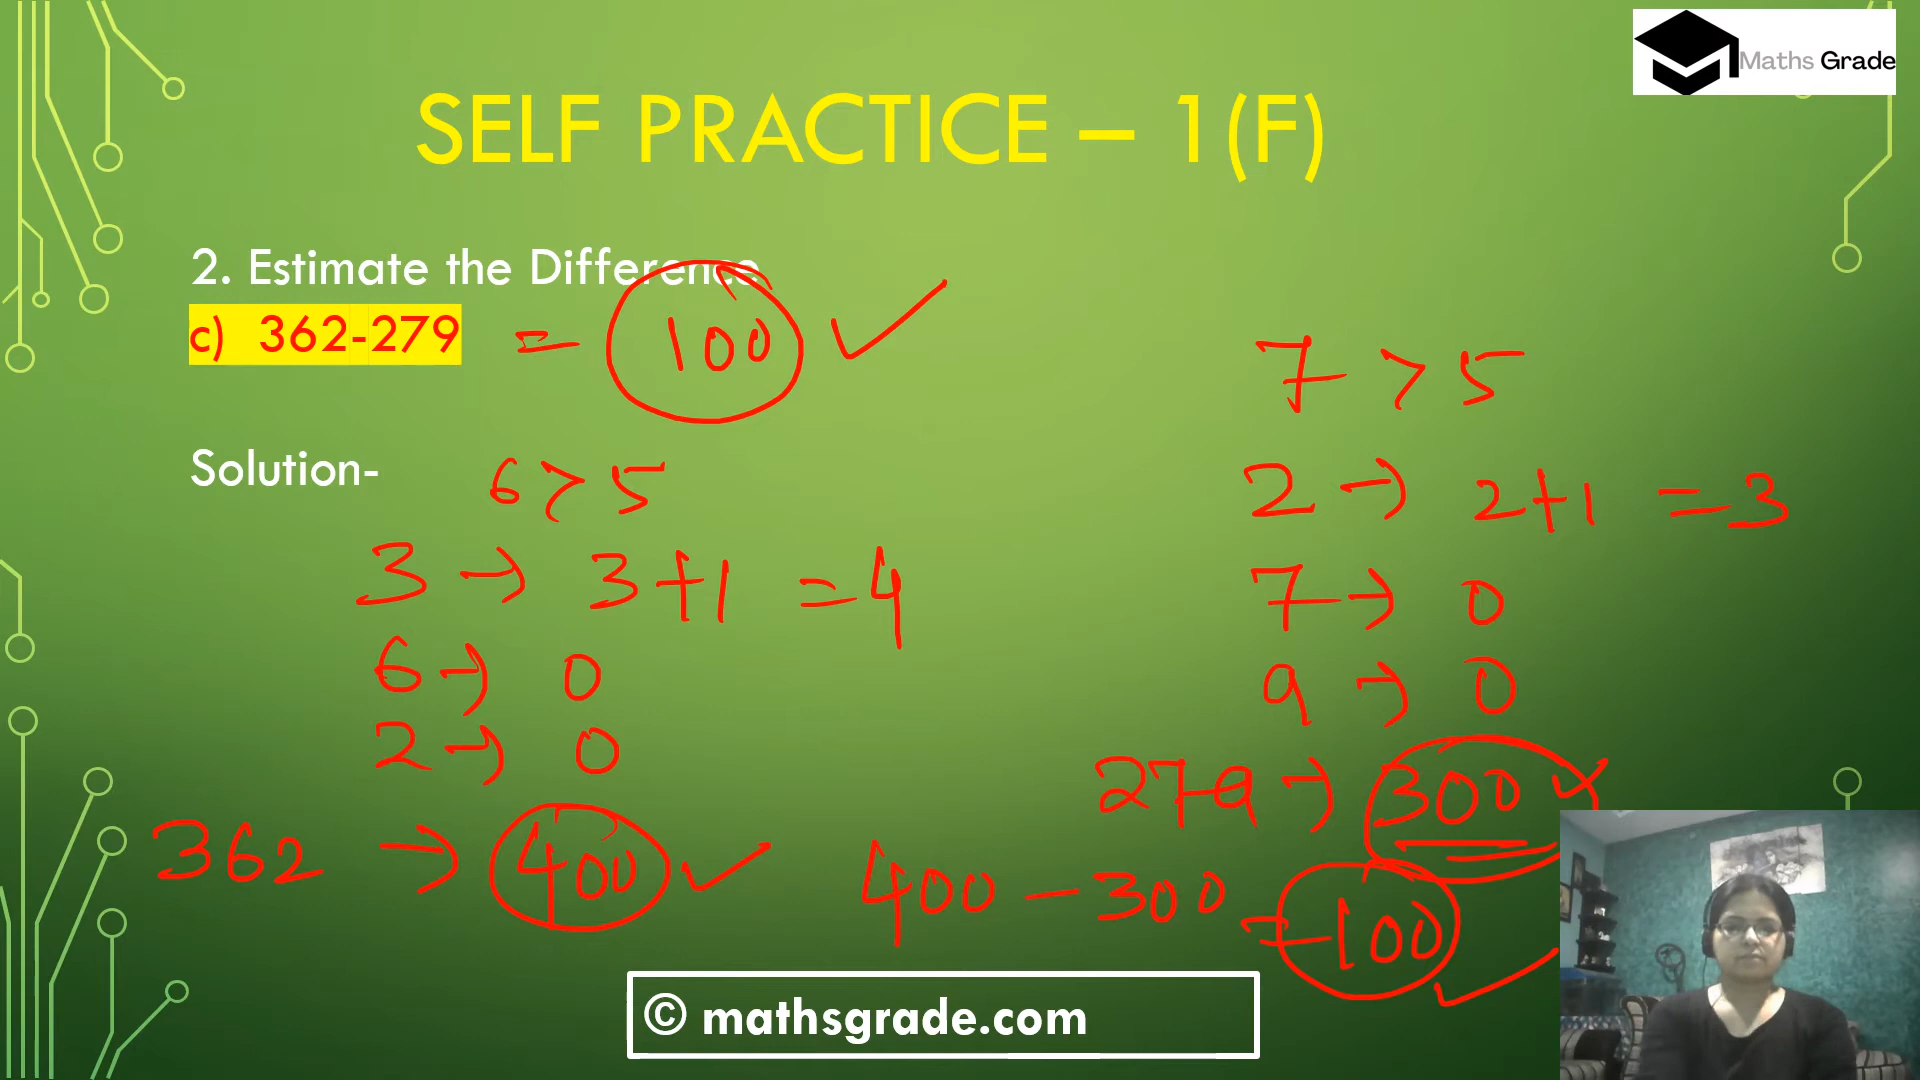 Maths Grade
SELF PRACTICE – 1(F)
2. Estimate the Difference
c) 362-279 = 100
Solution-
6 > 5
3 → 3+1 = 4
6 → 0
2 → 0
362 → 400
7 > 5
2 → 2+1 = 3
7 → 0
9 → 0
279 → 300
400 - 300 = 100
© mathsgrade.com